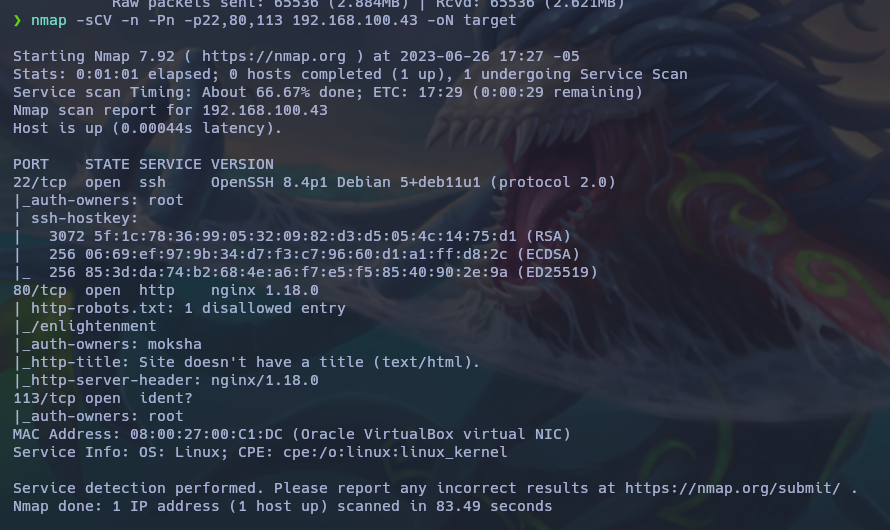 Raw packets sent: 65536 (2.884MB) | Rcvd: 65536 (2.621MB)
❯ nmap -sCV -n -Pn -p22,80,113 192.168.100.43 -oN target
Starting Nmap 7.92 ( https://nmap.org ) at 2023-06-26 17:27 -05
Stats: 0:01:01 elapsed; 0 hosts completed (1 up), 1 undergoing Service Scan
Service scan Timing: About 66.67% done; ETC: 17:29 (0:00:29 remaining)
Nmap scan report for 192.168.100.43
Host is up (0.00044s latency).
PORT    STATE SERVICE VERSION
22/tcp  open  ssh     OpenSSH 8.4p1 Debian 5+deb11u1 (protocol 2.0)
|_auth-owners: root
| ssh-hostkey:
|   3072 5f:1c:78:36:99:05:32:09:82:d3:d5:05:4c:14:75:d1 (RSA)
|   256 06:69:ef:97:9b:34:d7:f3:c7:96:60:d1:a1:ff:d8:2c (ECDSA)
|_  256 85:3d:da:74:b2:68:4e:a6:f7:e5:f5:85:40:90:2e:9a (ED25519)
80/tcp  open  http    nginx 1.18.0
| http-robots.txt: 1 disallowed entry
|_/enlightenment
|_auth-owners: moksha
|_http-title: Site doesn't have a title (text/html).
|_http-server-header: nginx/1.18.0
113/tcp open  ident?
|_auth-owners: root
MAC Address: 08:00:27:00:C1:DC (Oracle VirtualBox virtual NIC)
Service Info: OS: Linux; CPE: cpe:/o:linux:linux_kernel
Service detection performed. Please report any incorrect results at https://nmap.org/submit/ .
Nmap done: 1 IP address (1 host up) scanned in 83.49 seconds